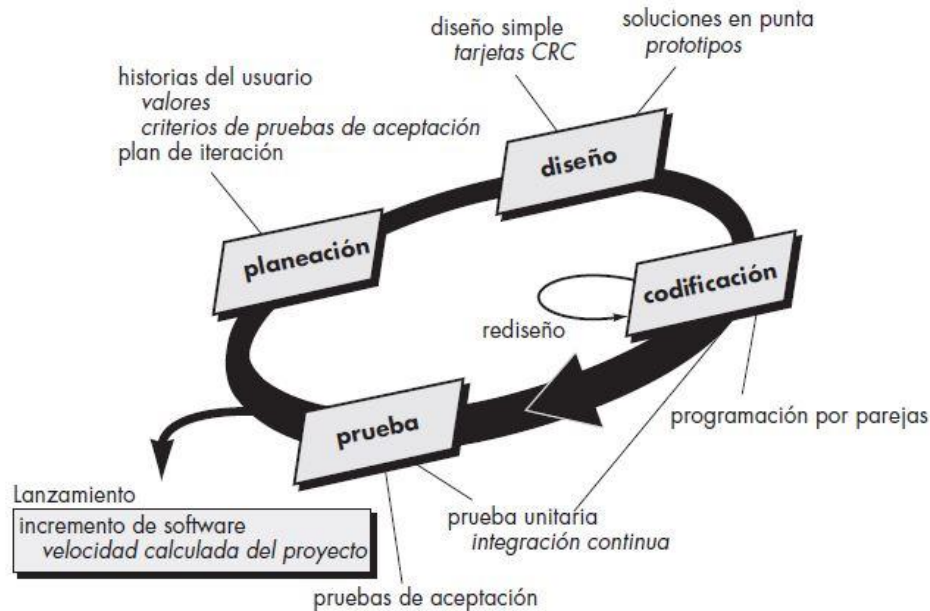 diseño simple
tarjetas CRC
soluciones en punta
prototipos
historias del usuario
valores
criterios de pruebas de aceptación
plan de iteración
diseño
planeación
codificación
rediseño
prueba
programación por parejas
Lanzamiento
incremento de software
velocidad calculada del proyecto
prueba unitaria
integración continua
pruebas de aceptación